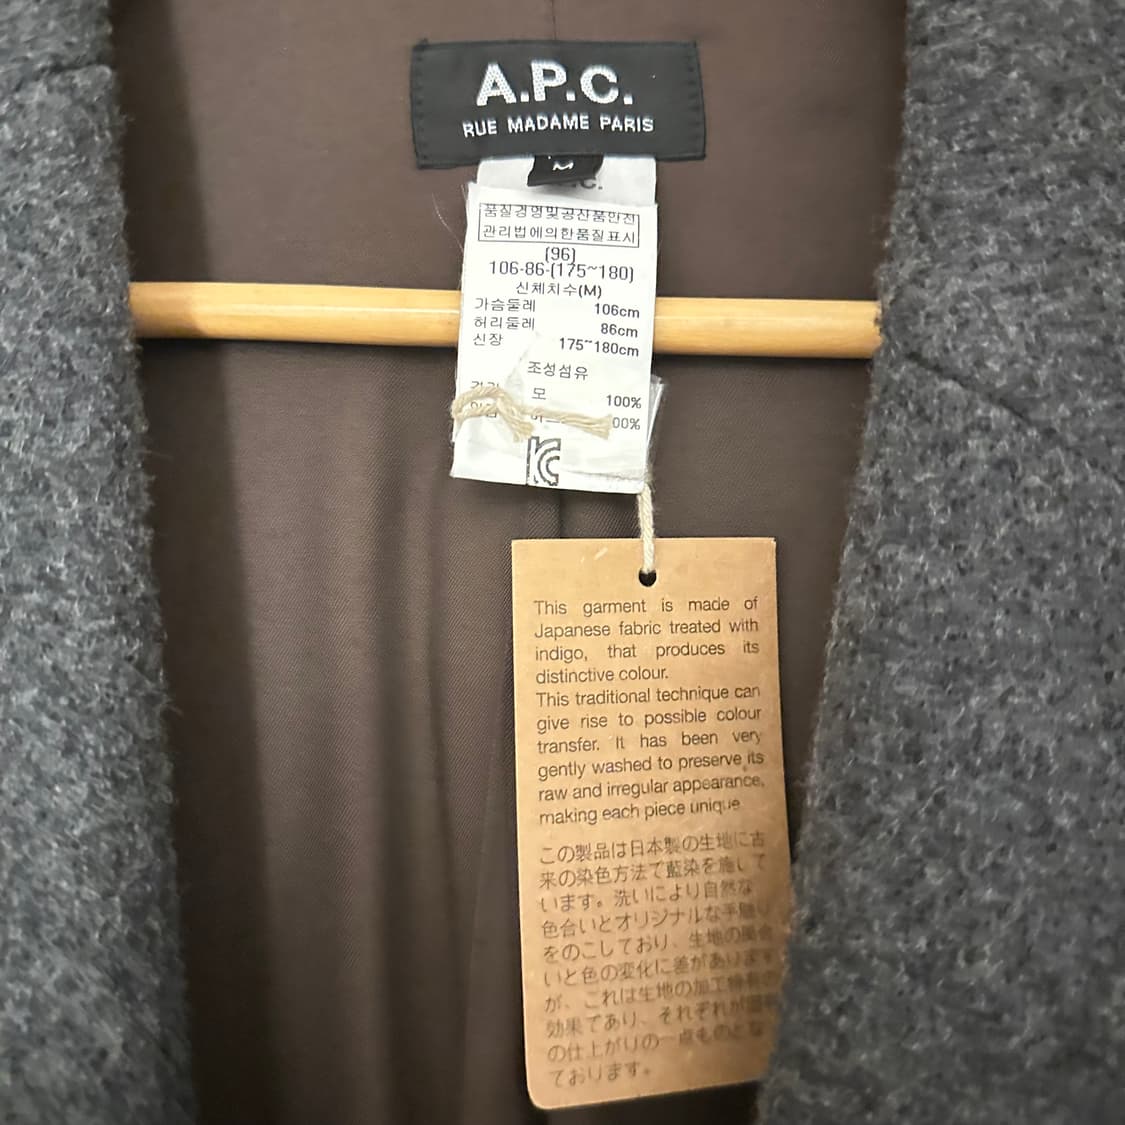 A.P.C.
RUE MADAME PARIS
M
품질경영및공산품안전
관리법에의한품질표시
(96)
106-86-(175~180)
신체치수(M)
가슴둘레 106cm
허리둘레 86cm
신장 175~180cm
조성섬유
모 100%
00%
This garment is made of
Japanese fabric treated with
indigo, that produces its
distinctive colour.
This traditional technique can
give rise to possible colour
transfer. It has been very
gently washed to preserve its
raw and irregular appearance,
making each piece unique
この製品は日本製の生地に古
来の染色方法で藍染を施して
います。洗いにより自然な
色合いとオリジナルな手触り
をのこしており、生地の風合
いと色の変化に差があります
が、これは生地の加工特有の
効果であり、それぞれが固有
の仕上がりの一点ものとな
ております。